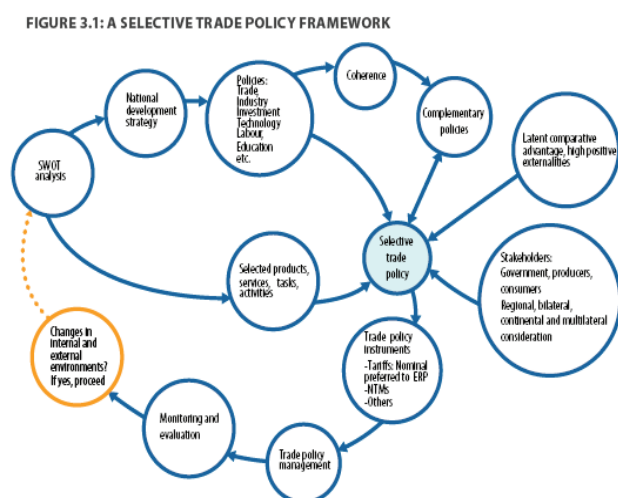 FIGURE 3.1: A SELECTIVE TRADE POLICY FRAMEWORK
National
development
strategy
Policies:
Trade,
Industry
Investment
Technology
Labour,
Education
etc.
Coherence
Complementary
policies
Latent comparative
advantage, high positive
externalities
SWOT
analysis
Selected products,
services, tasks,
activities
Selective
trade
policy
Stakeholders:
Government, producers,
consumers
Regional, bilateral,
continental and multilateral
consideration
Changes in
internal and
external
environments?
If yes, proceed
Trade policy
instruments
-Tariffs: Nominal
preferred to ERP
-NTMs
-Others
Monitoring and
evaluation
Trade policy
management